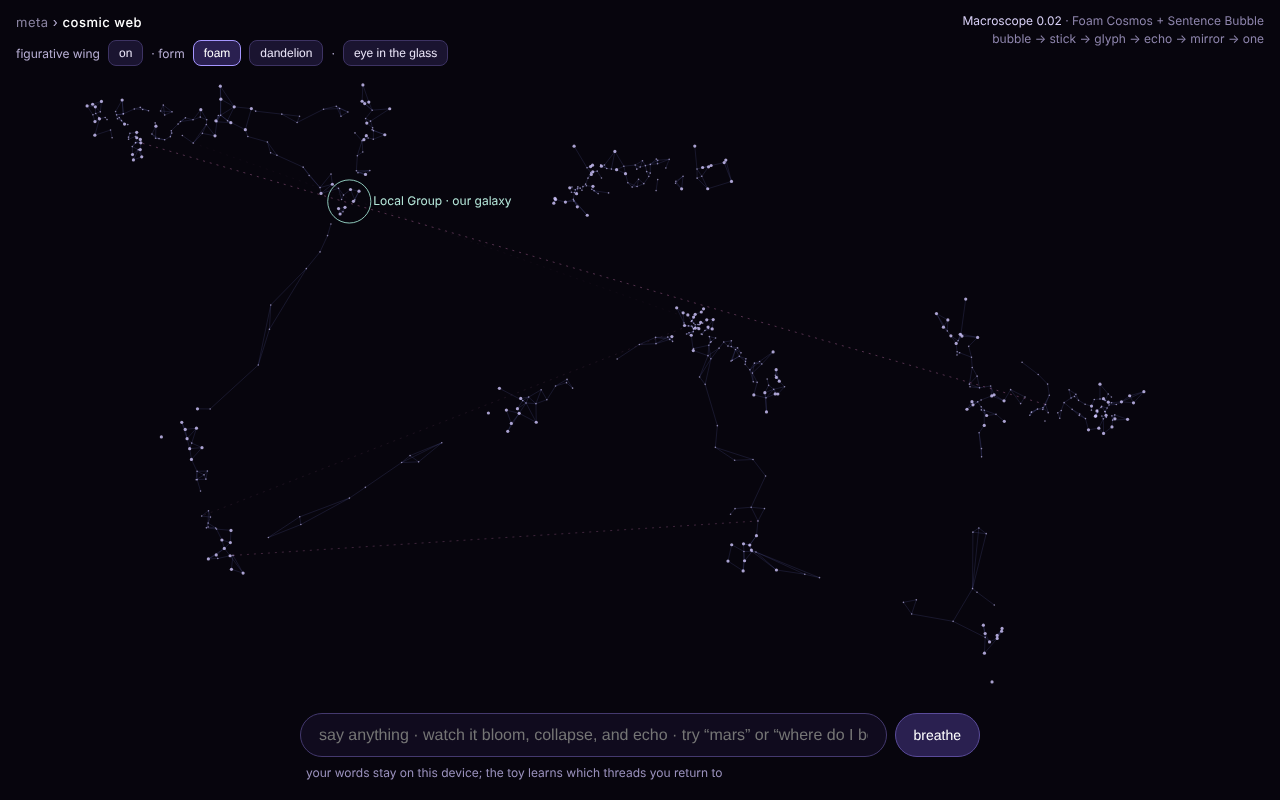 meta › cosmic web
Macroscope 0.02 · Foam Cosmos + Sentence Bubble
bubble → stick → glyph → echo → mirror → one
figurative wing on · form foam dandelion · eye in the glass
Local Group · our galaxy
say anything · watch it bloom, collapse, and echo · try “mars” or “where do I b
breathe
your words stay on this device; the toy learns which threads you return to